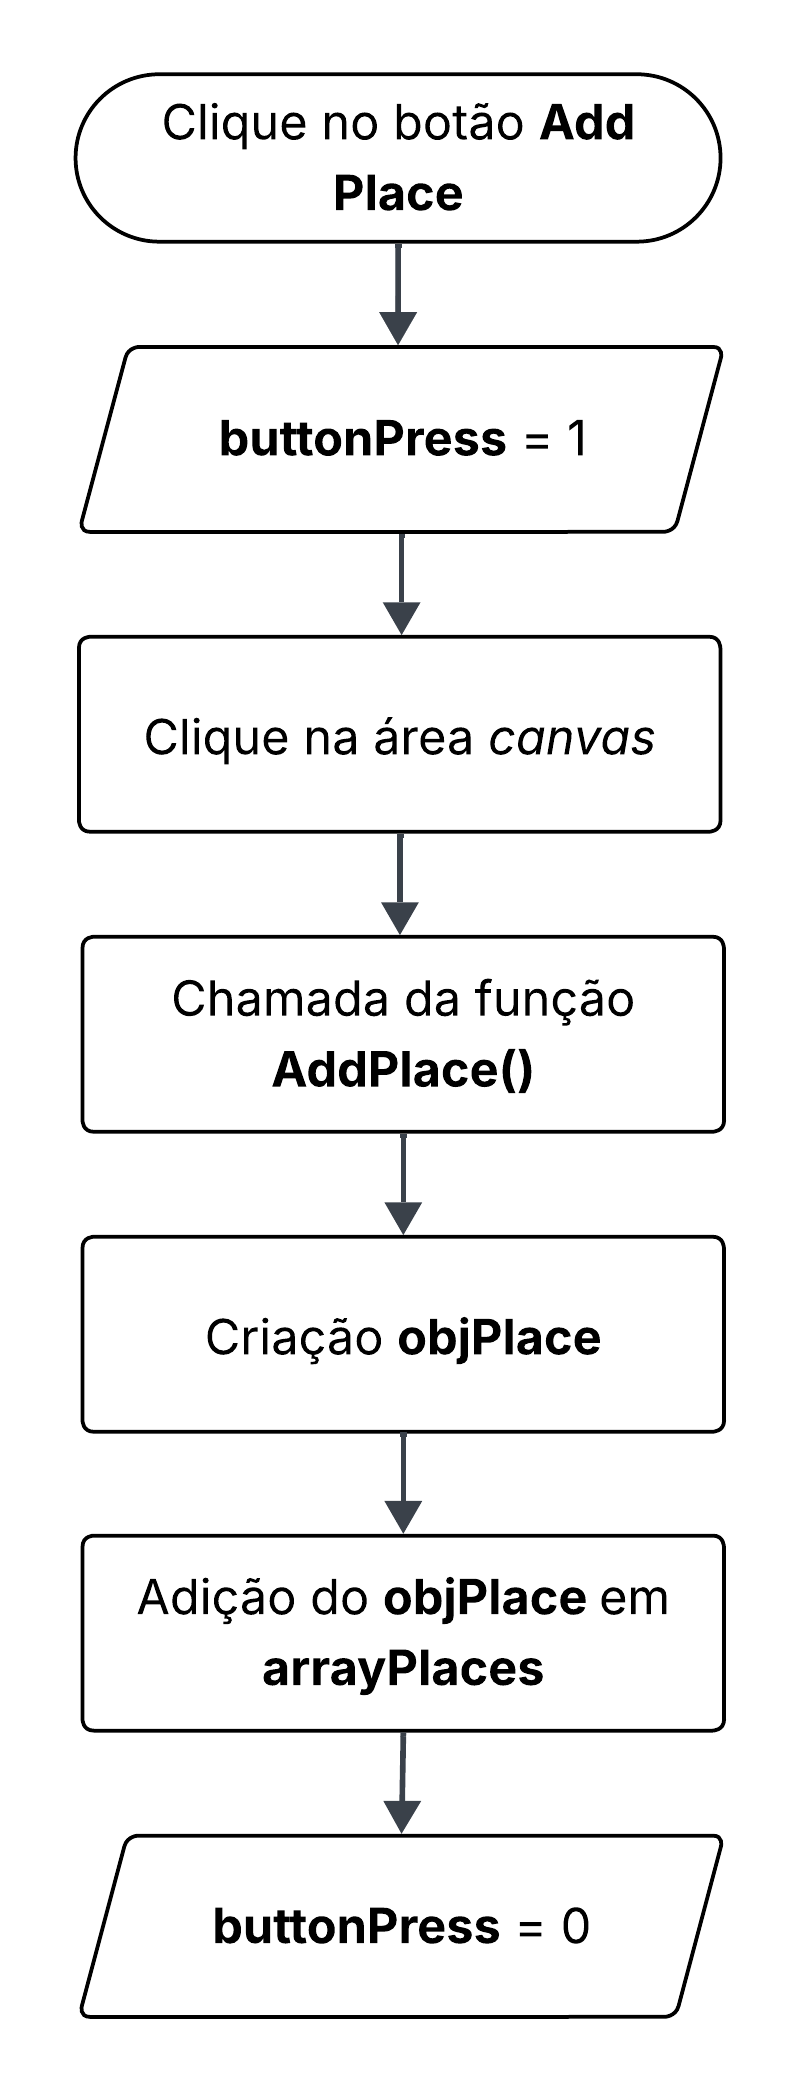 Clique no botão Add
Place
buttonPress = 1
Clique na área canvas
Chamada da função
AddPlace()
Criação objPlace
Adição do objPlace em
arrayPlaces
buttonPress = 0